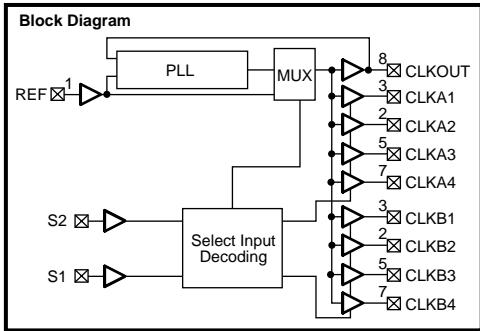 Block Diagram
8
CLKOUT
PLL
MUX
1
REF
3
CLKA1
2
CLKA2
5
CLKA3
7
CLKA4
S2
Select Input
Decoding
S1
3
CLKB1
2
CLKB2
5
CLKB3
7
CLKB4